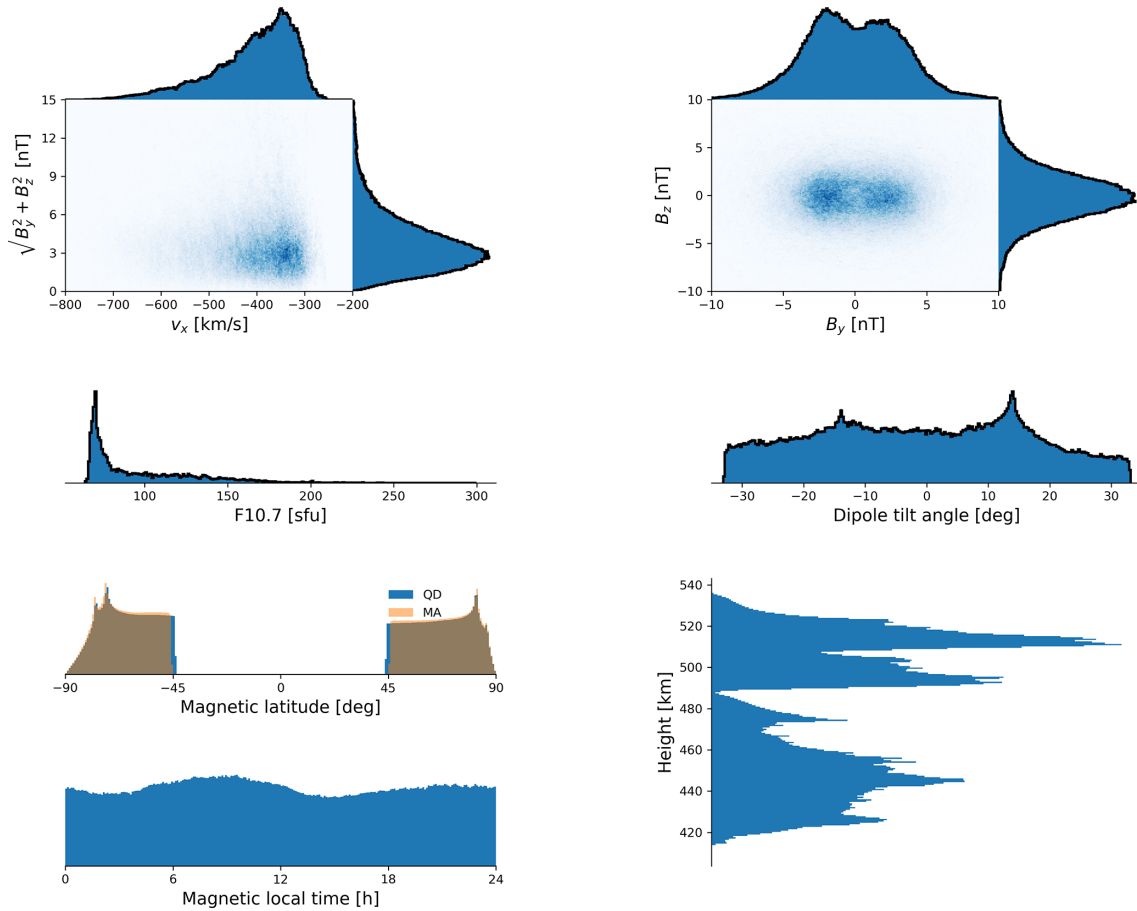 15
12
9
6
3
0
√B_y^2 + B_z^2 [nT]
−800 −700 −600 −500 −400 −300 −200
v_x [km/s]
10
5
0
−5
−10
B_z [nT]
−10 −5 0 5 10
B_y [nT]
100 150 200 250 300
F10.7 [sfu]
−30 −20 −10 0 10 20 30
Dipole tilt angle [deg]
QD
MA
−90 −45 0 45 90
Magnetic latitude [deg]
0 6 12 18 24
Magnetic local time [h]
540
520
500
480
460
440
420
Height [km]